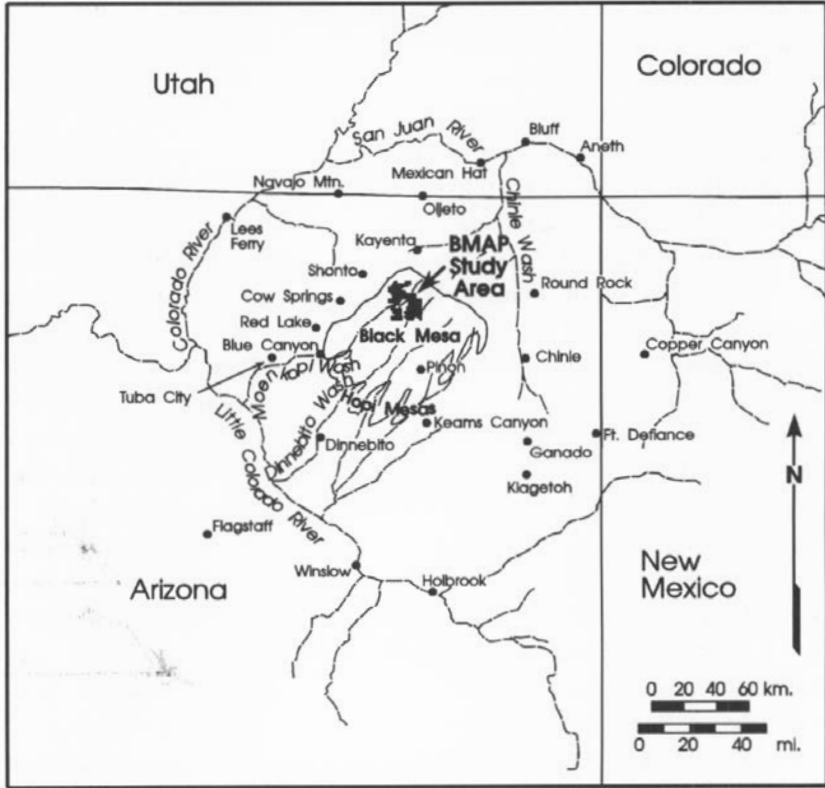 Utah
Colorado
San Juan River
Bluff
Aneth
Mexican Hat
Navajo Mtn.
Oljeto
Chinle Wash
Lees
Ferry
Colorado River
Kayenta
BMAP
Study
Area
Shonto
Cow Springs
Round Rock
Red Lake
Black Mesa
Blue Canyon
Copper Canyon
Moenkopi Wash
Pinon
Chinle
Tuba City
Hopi Mesas
Dinnebito Wash
Keams Canyon
Little Colorado River
Dinnebito
Ft. Defiance
Ganado
Klagetoh
N
Flagstaff
New
Mexico
Winslow
Arizona
Holbrook
0 20 40 60 km.
0 20 40 mi.